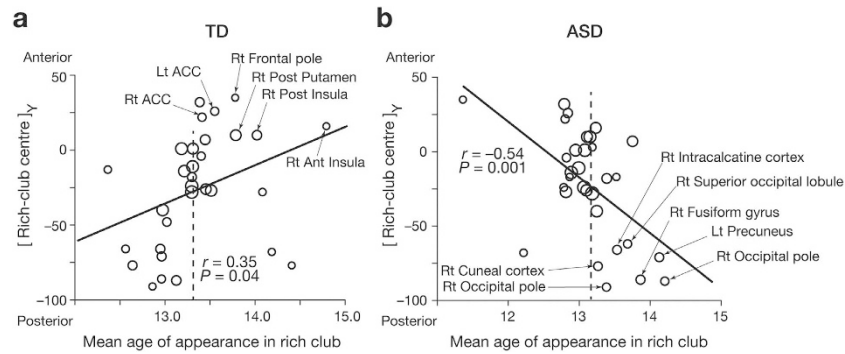 a
TD
Anterior
50
0
−50
−100
Posterior
[ Rich-club centre ]Y
Rt Frontal pole
Lt ACC
Rt Post Putamen
Rt ACC
Rt Post Insula
Rt Ant Insula
r = 0.35
P = 0.04
13.0
14.0
15.0
Mean age of appearance in rich club
b
ASD
Anterior
50
0
−50
−100
Posterior
[ Rich-club centre ]Y
r = −0.54
P = 0.001
Rt Intracalcatine cortex
Rt Superior occipital lobule
Rt Fusiform gyrus
Lt Precuneus
Rt Cuneal cortex
Rt Occipital pole
Rt Occipital pole
12
13
14
15
Mean age of appearance in rich club